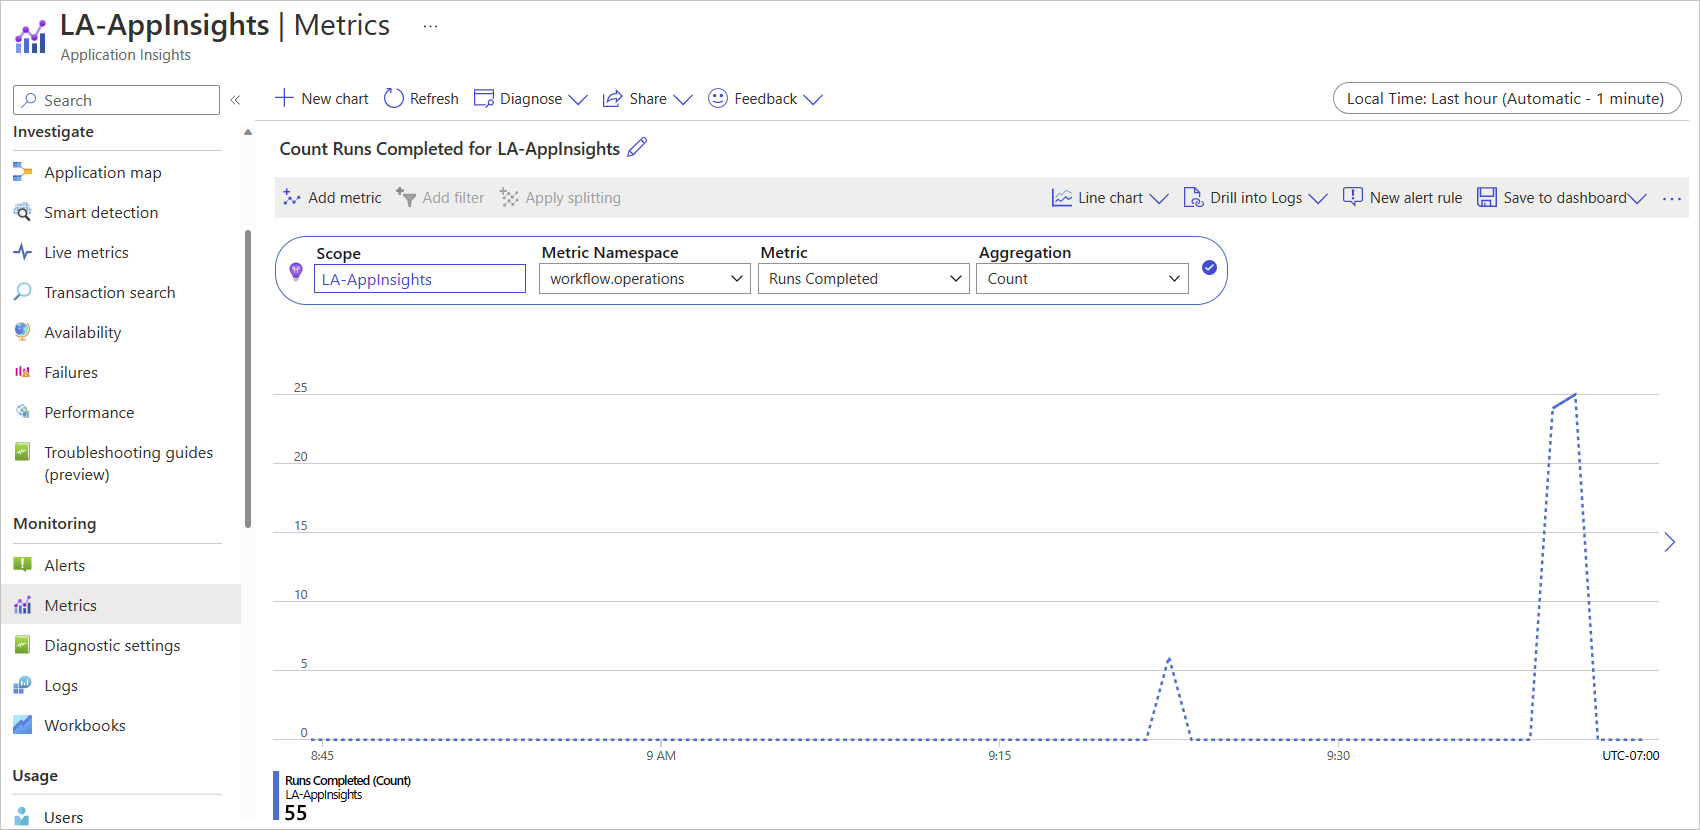 LA-AppInsights | Metrics ...
Application Insights
Search «
Investigate
Application map
Smart detection
Live metrics
Transaction search
Availability
Failures
Performance
Troubleshooting guides
(preview)
Monitoring
Alerts
Metrics
Diagnostic settings
Logs
Workbooks
Usage
Users
New chart Refresh Diagnose Share Feedback
Local Time: Last hour (Automatic - 1 minute)
Count Runs Completed for LA-AppInsights
Add metric Add filter Apply splitting Line chart Drill into Logs New alert rule Save to dashboard ...
Scope Metric Namespace Metric Aggregation
LA-AppInsights workflow.operations Runs Completed Count
25
20
15
10
5
0
8:45 9 AM 9:15 9:30 UTC-07:00
Runs Completed (Count)
LA-AppInsights
55